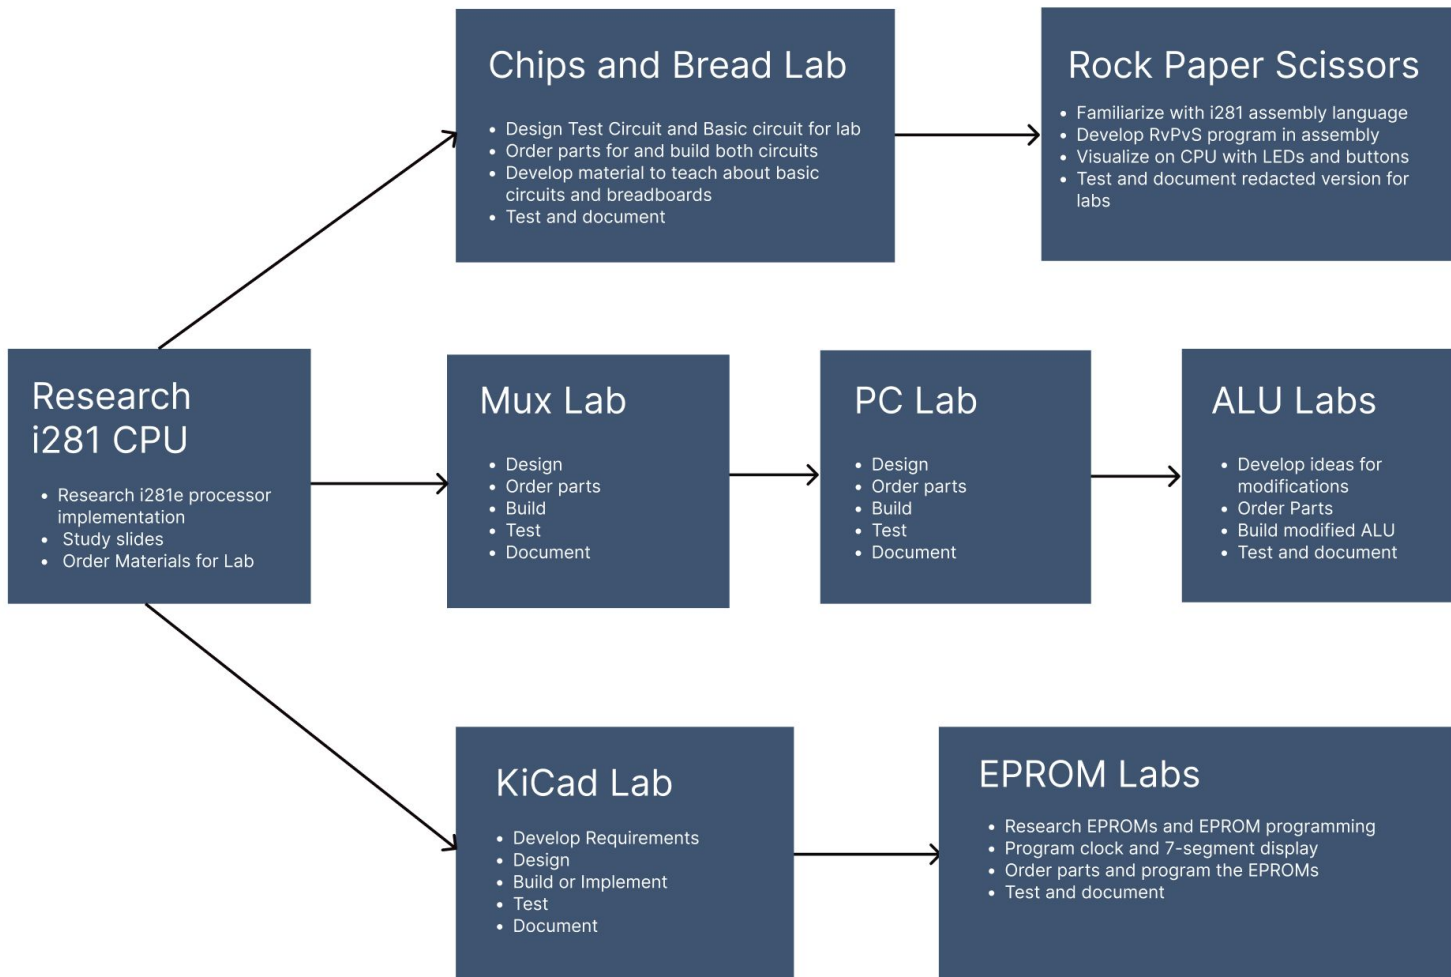 Chips and Bread Lab
• Design Test Circuit and Basic circuit for lab
• Order parts for and build both circuits
• Develop material to teach about basic
circuits and breadboards
• Test and document
Rock Paper Scissors
• Familiarize with i281 assembly language
• Develop RvPvS program in assembly
• Visualize on CPU with LEDs and buttons
• Test and document redacted version for
labs
Research
i281 CPU
• Research i281e processor
implementation
• Study slides
• Order Materials for Lab
Mux Lab
• Design
• Order parts
• Build
• Test
• Document
PC Lab
• Design
• Order parts
• Build
• Test
• Document
ALU Labs
• Develop ideas for
modifications
• Order Parts
• Build modified ALU
• Test and document
KiCad Lab
• Develop Requirements
• Design
• Build or Implement
• Test
• Document
EPROM Labs
• Research EPROMs and EPROM programming
• Program clock and 7-segment display
• Order parts and program the EPROMs
• Test and document